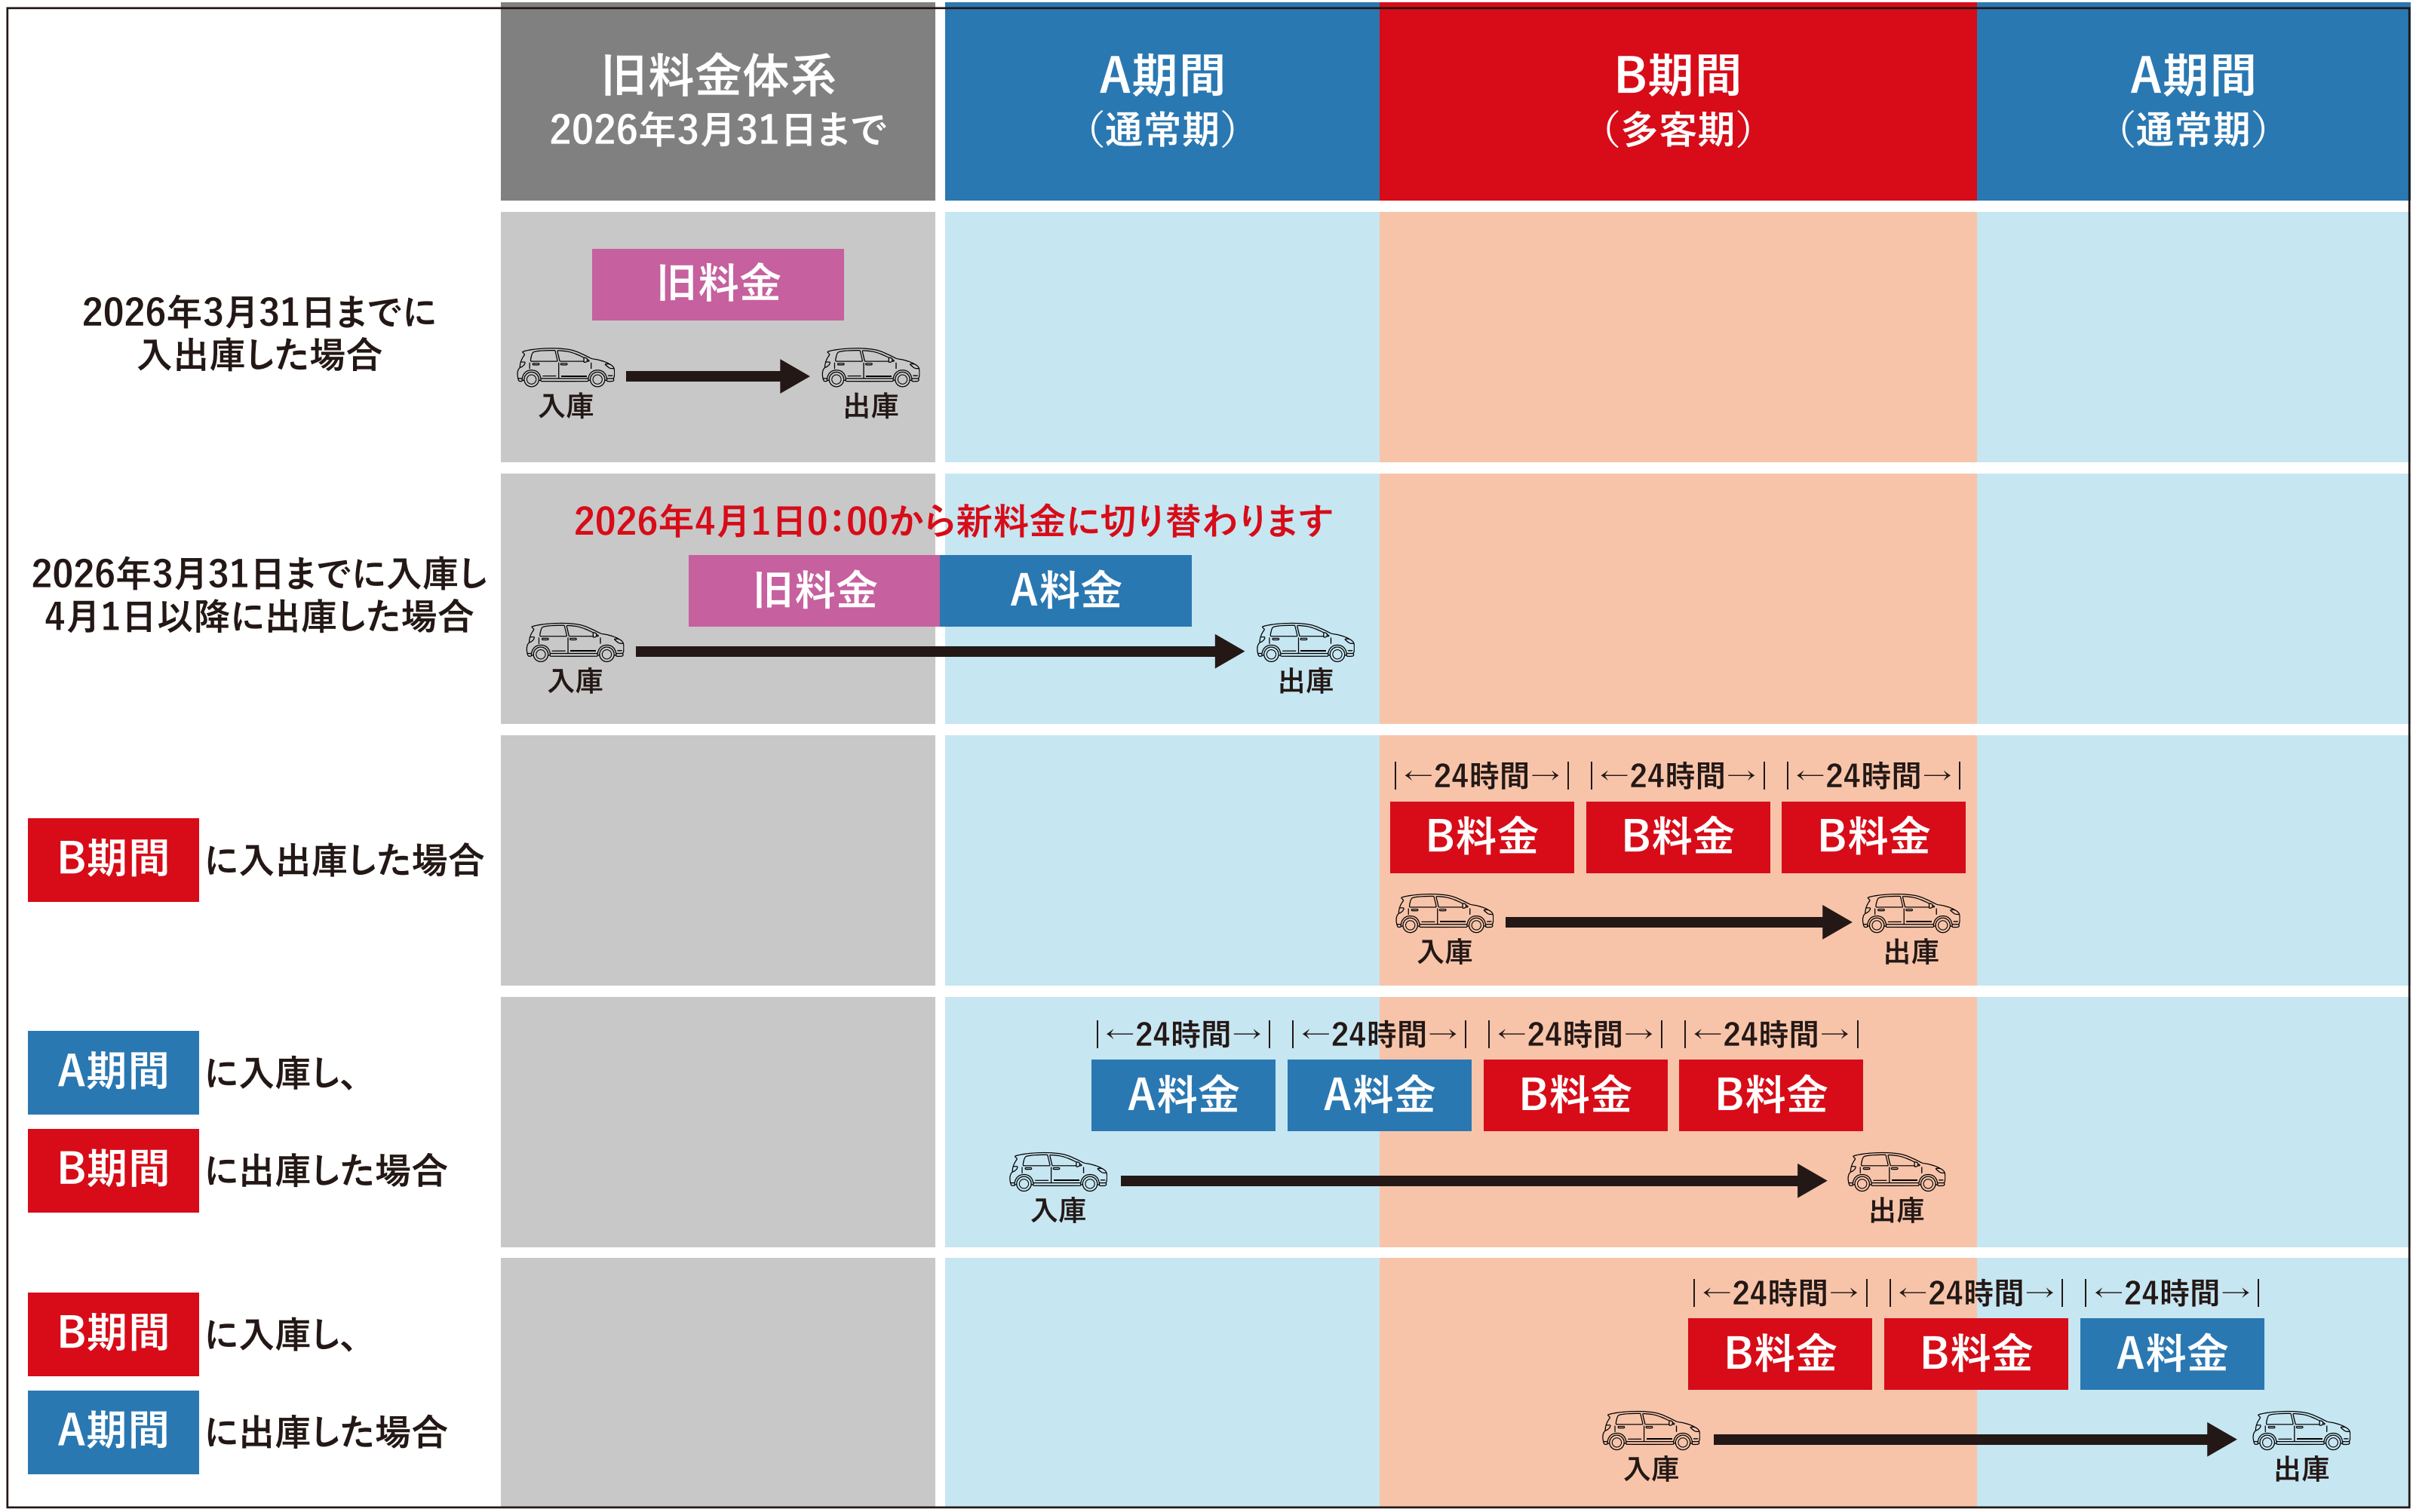 旧料金体系
2026年3月31日まで
A期間
（通常期）
B期間
（多客期）
A期間
（通常期）
2026年3月31日までに
入出庫した場合
旧料金
入庫
出庫
2026年3月31日までに入庫し
4月1日以降に出庫した場合
2026年4月1日0：00から新料金に切り替わります
旧料金
A料金
入庫
出庫
B期間に入出庫した場合
|←24時間→|
|←24時間→|
|←24時間→|
B料金
B料金
B料金
入庫
出庫
A期間に入庫し、
B期間に出庫した場合
|←24時間→|
|←24時間→|
|←24時間→|
|←24時間→|
A料金
A料金
B料金
B料金
入庫
出庫
B期間に入庫し、
A期間に出庫した場合
|←24時間→|
|←24時間→|
|←24時間→|
B料金
B料金
A料金
入庫
出庫